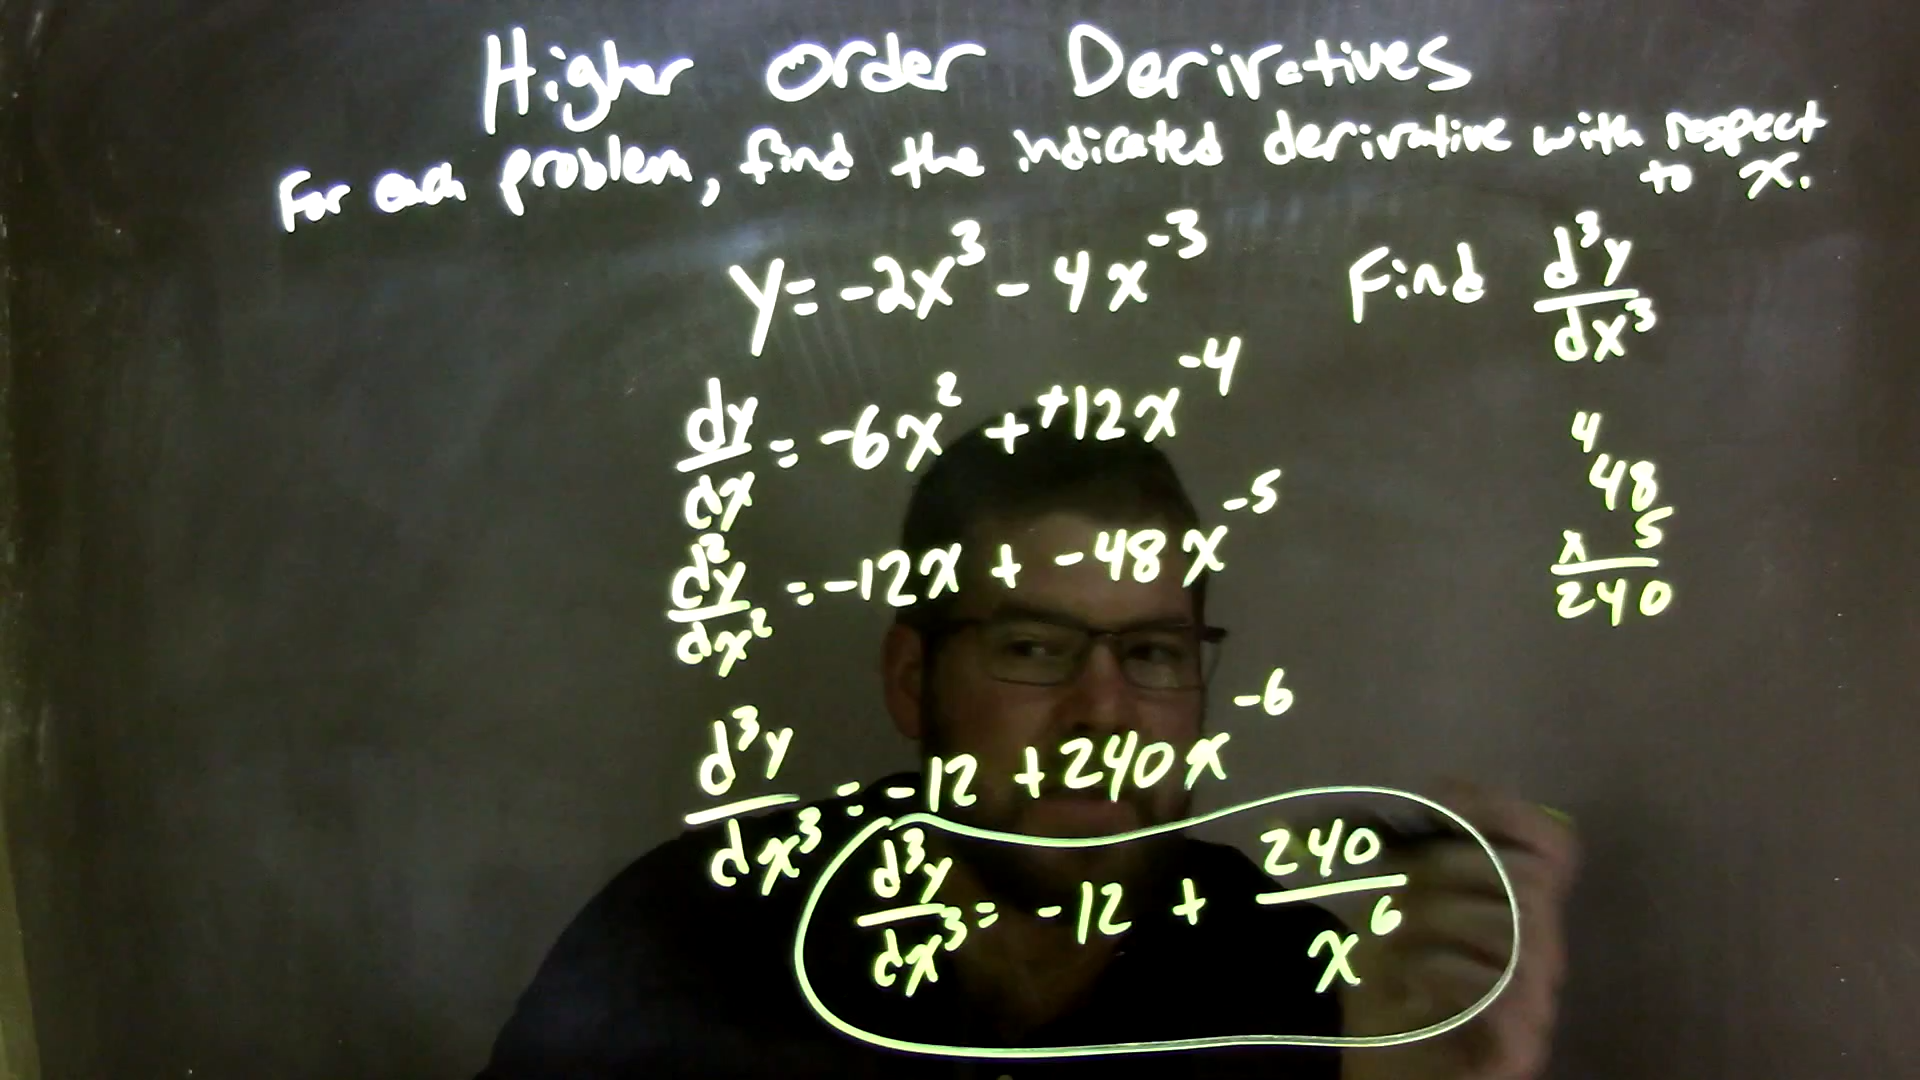 Higher Order Derivatives
For each problem, find the indicated derivative with respect
to x.
y = -2x³ - 4x⁻³ Find d³y/dx³
dy/dx = -6x² + +12x⁻⁴
d²y/dx² = -12x + -48x⁻⁵
4
48
x 5
240
d³y/dx³ = -12 + 240x⁻⁶
d³y/dx³ = -12 + 240/x⁶